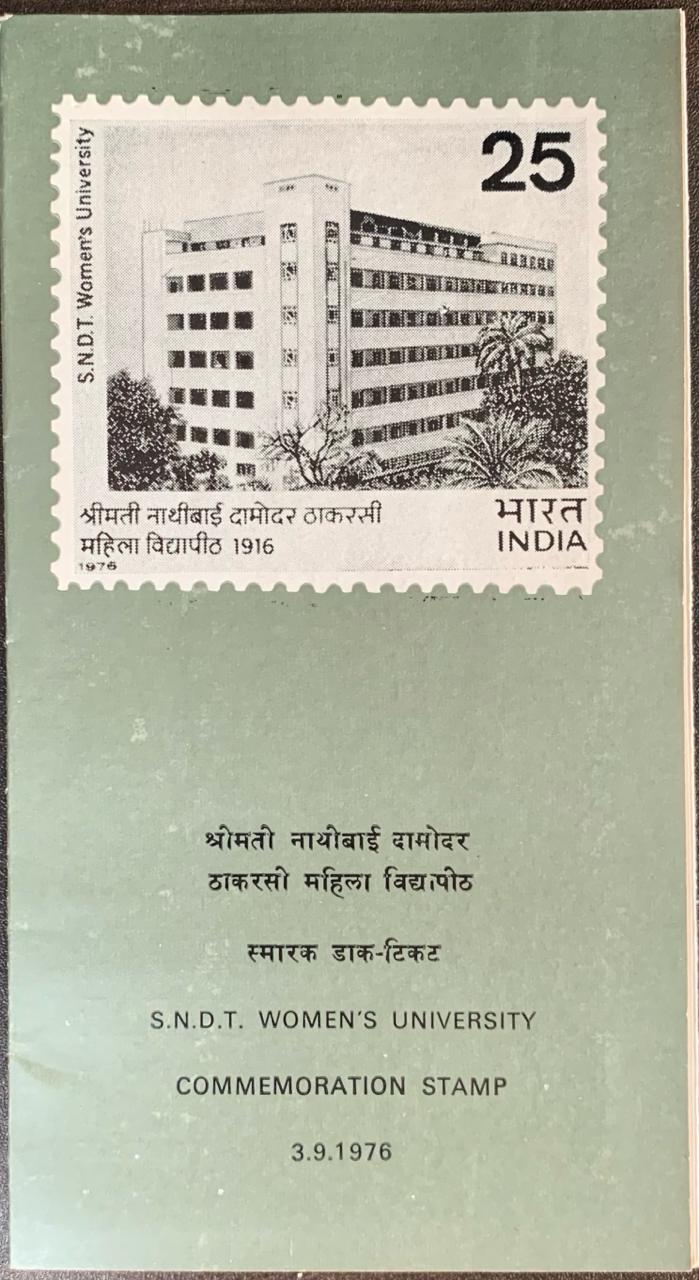 S.N.D.T. Women's University
25
श्रीमती नाथीबाई दामोदर ठाकरसी
महिला विद्यापीठ 1916
1976
भारत
INDIA
श्रीमती नाथीबाई दामोदर
ठाकरसी महिला विद्यापीठ
स्मारक डाक-टिकट
S.N.D.T. WOMEN'S UNIVERSITY
COMMEMORATION STAMP
3.9.1976